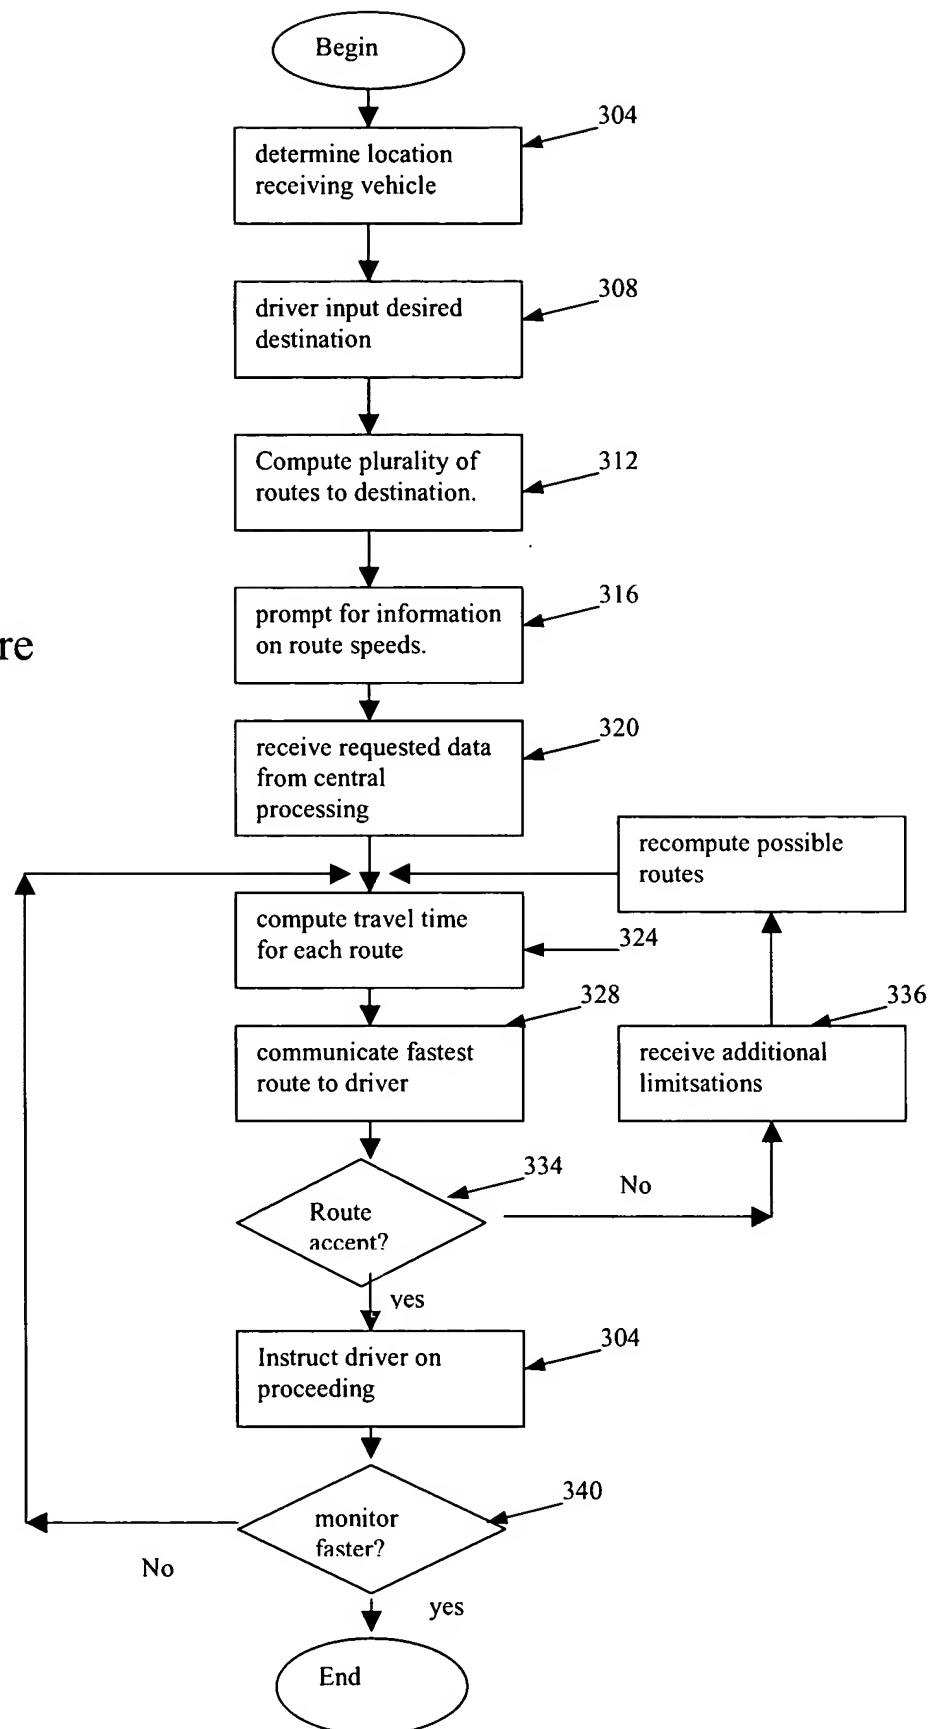 Begin
304
determine location
receiving vehicle
308
driver input desired
destination
312
Compute plurality of
routes to destination.
316
prompt for information
on route speeds.
re
320
receive requested data
from central
processing
recompute possible
routes
compute travel time
for each route
324
328
336
communicate fastest
route to driver
receive additional
limitsations
334
No
Route
accent?
yes
304
Instruct driver on
proceeding
340
monitor
faster?
No
yes
End